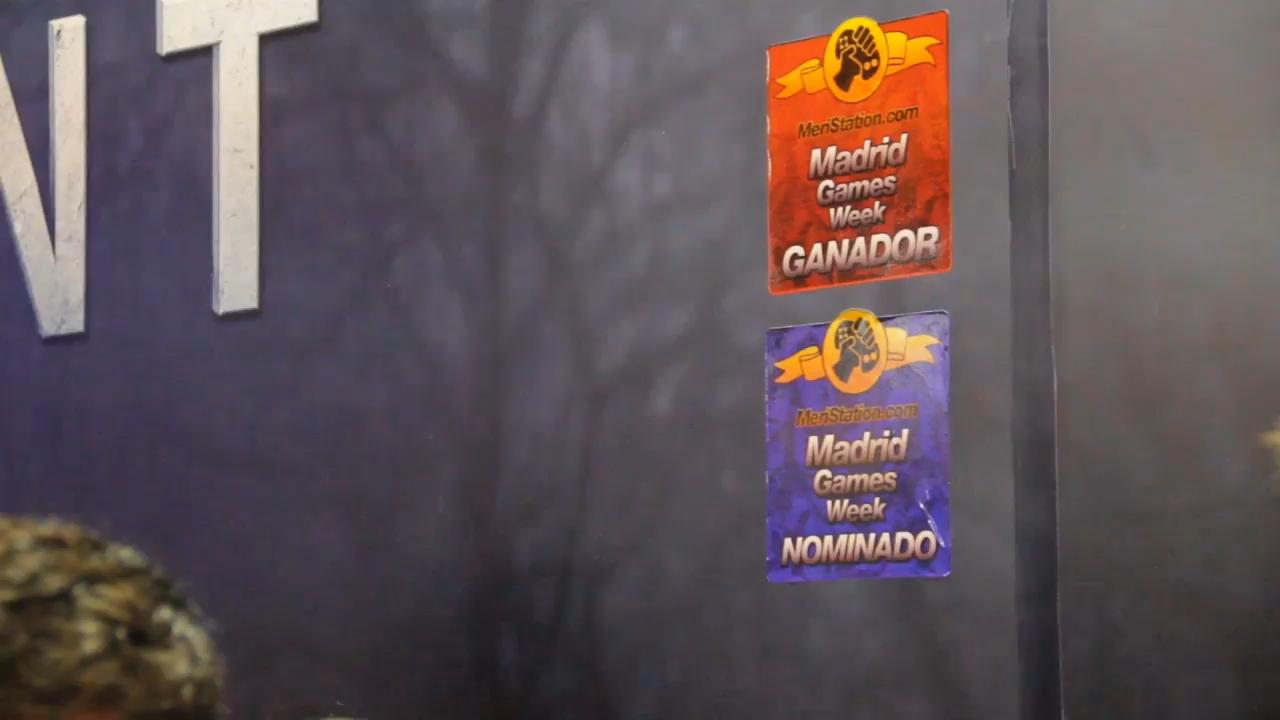 NT
MeriStation.com
Madrid
Games
Week
GANADOR
MeriStation.com
Madrid
Games
Week
NOMINADO